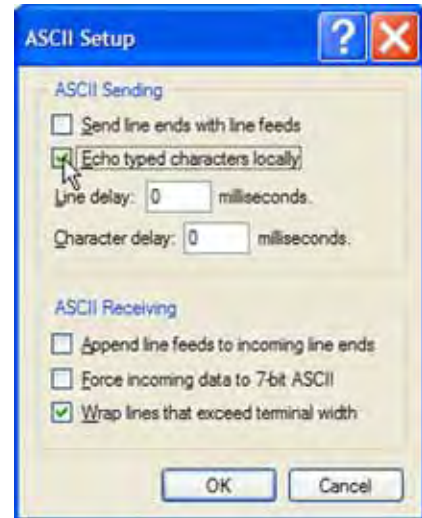 ASCII Setup
ASCII Sending
Send line ends with line feeds
Echo typed characters locally
Line delay: 0 milliseconds.
Character delay: 0 milliseconds.
ASCII Receiving
Append line feeds to incoming line ends
Force incoming data to 7-bit ASCII
Wrap lines that exceed terminal width
OK Cancel